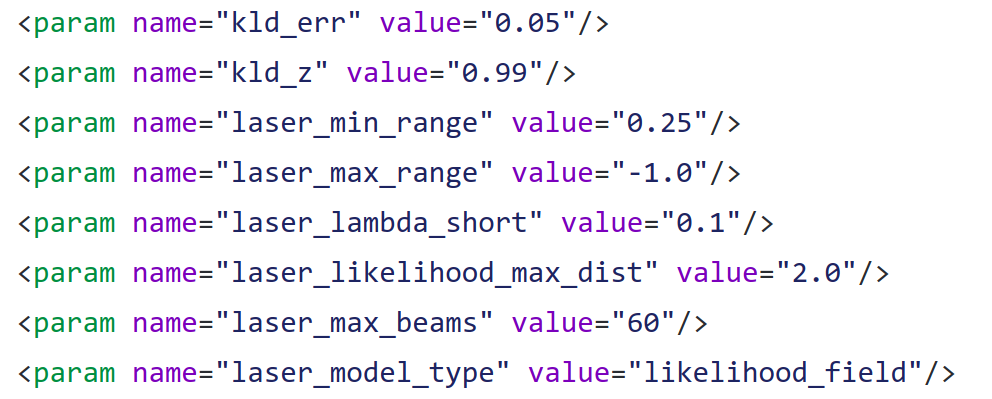 <param name="kld_err" value="0.05"/>
<param name="kld_z" value="0.99"/>
<param name="laser_min_range" value="0.25"/>
<param name="laser_max_range" value="-1.0"/>
<param name="laser_lambda_short" value="0.1"/>
<param name="laser_likelihood_max_dist" value="2.0"/>
<param name="laser_max_beams" value="60"/>
<param name="laser_model_type" value="likelihood_field"/>